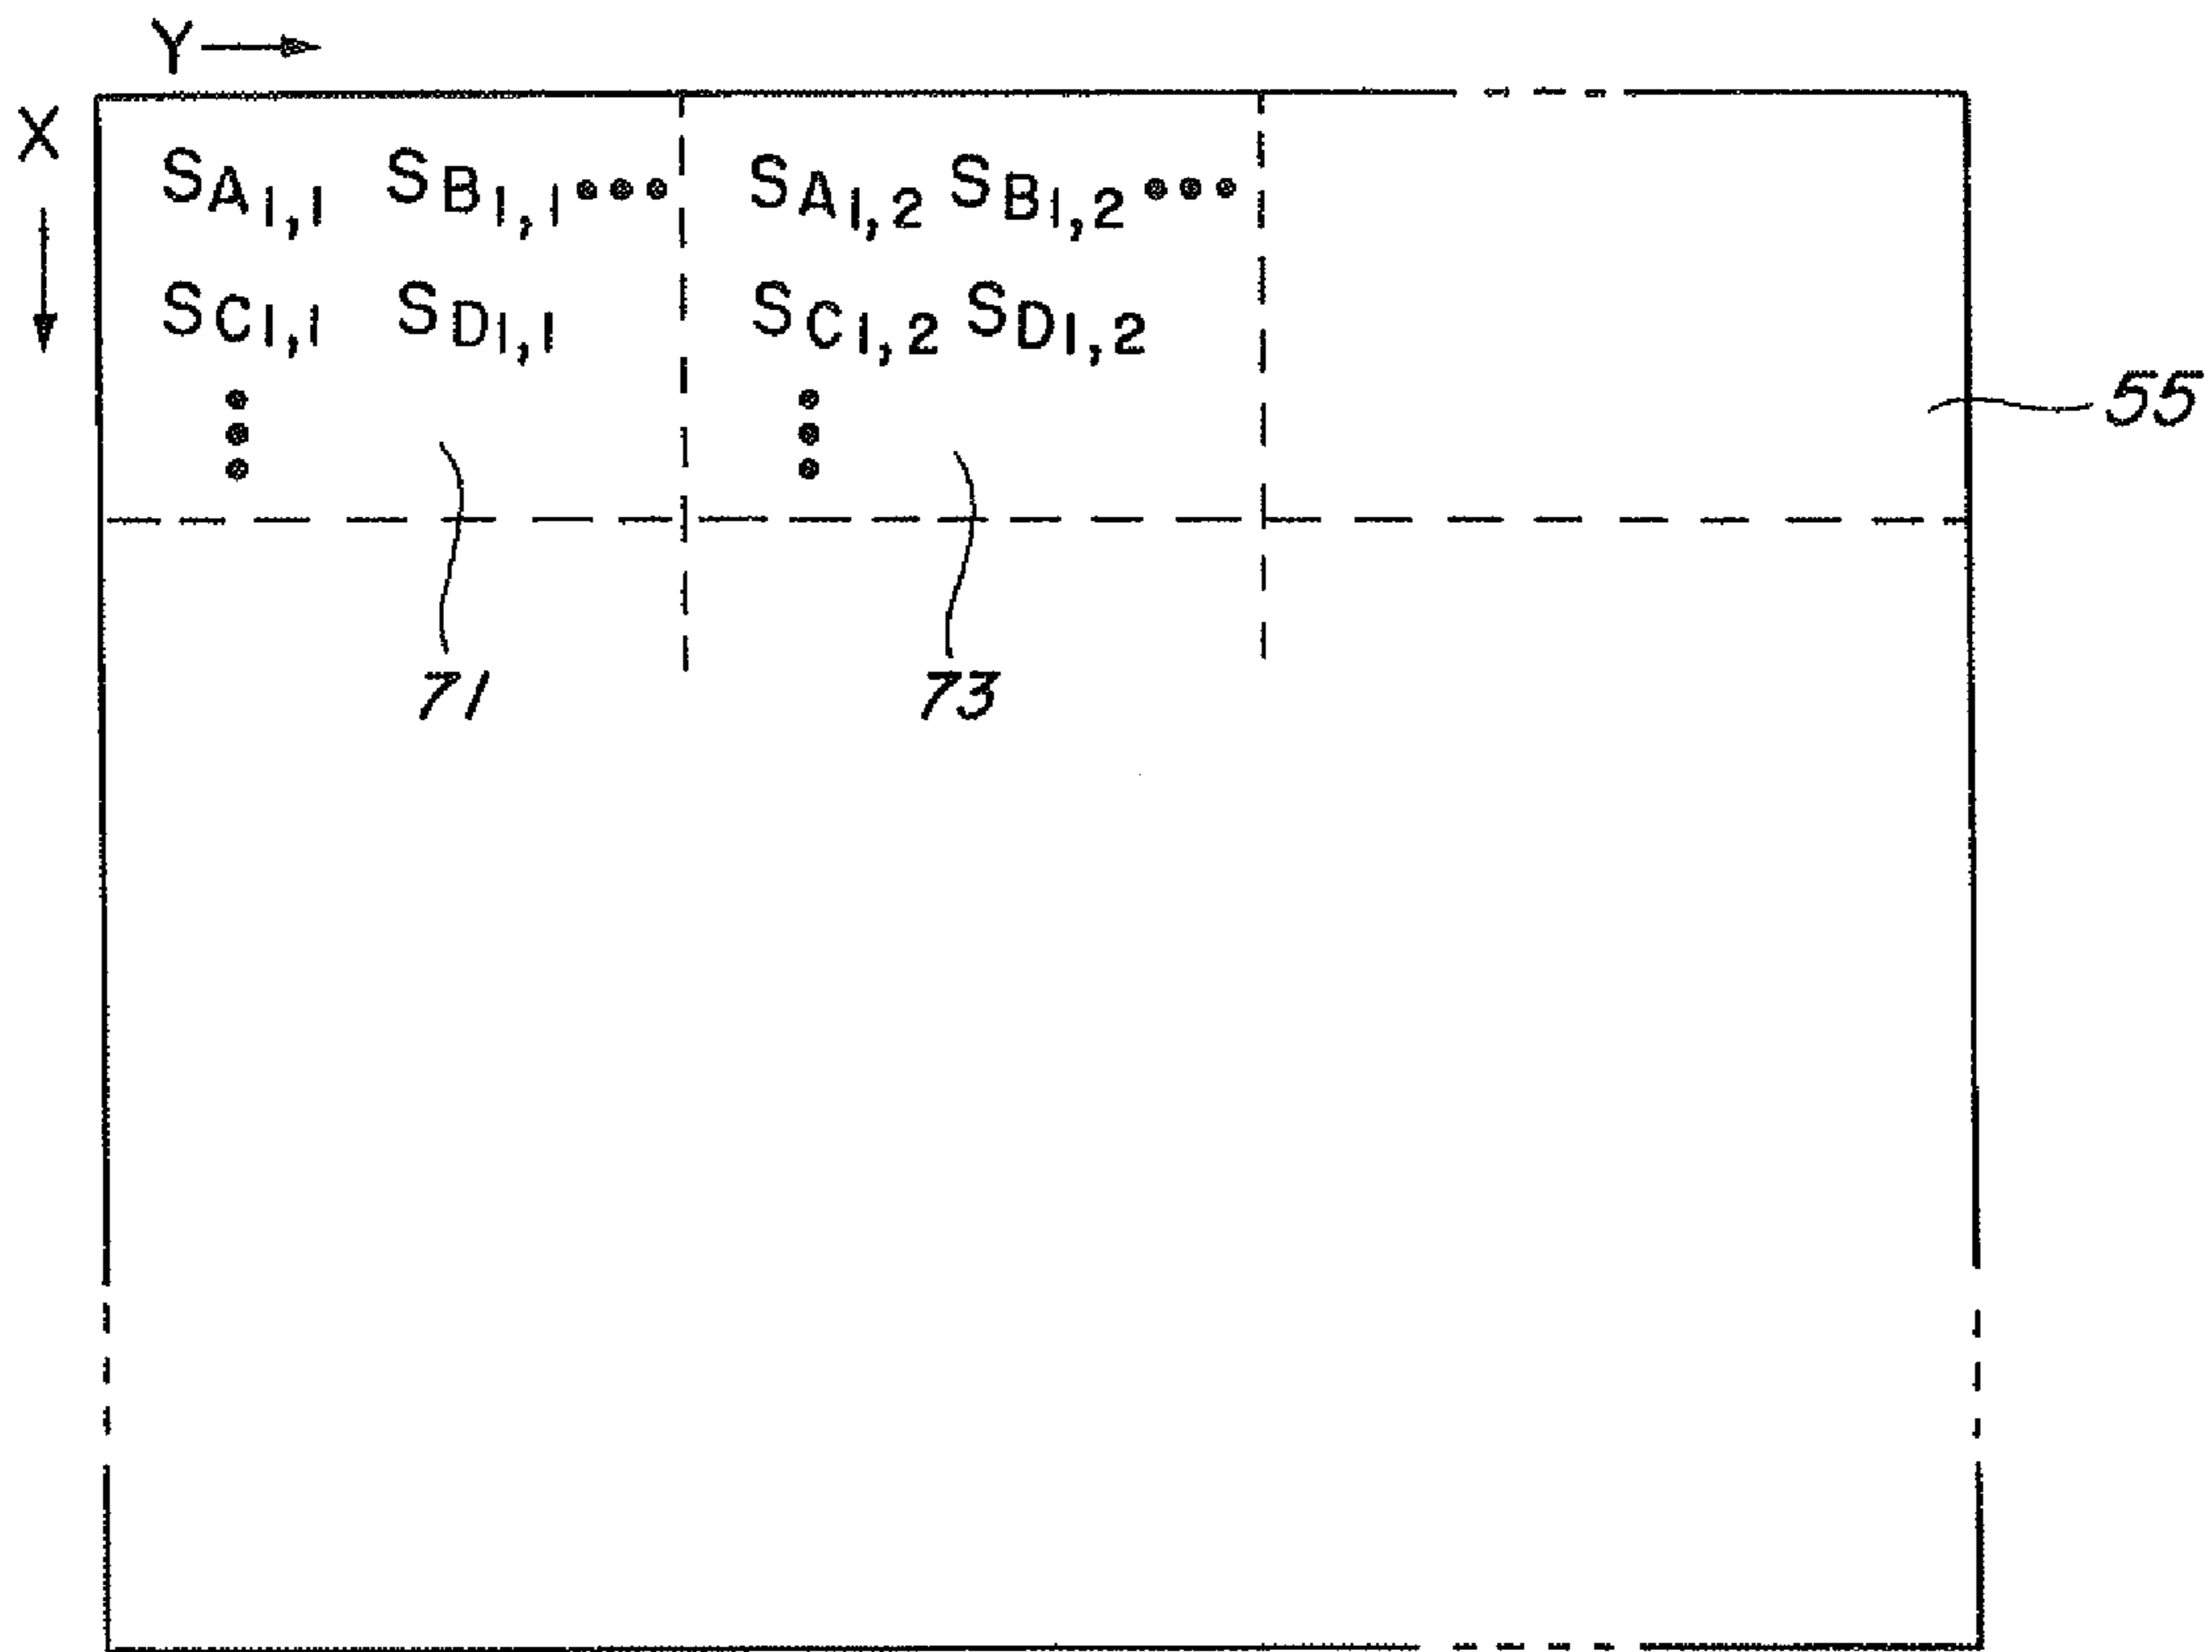 Y
X
SA1,1 SB1,1••• SA1,2 SB1,2•••
SC1,1 SD1,1 SC1,2 SD1,2
55
71 73